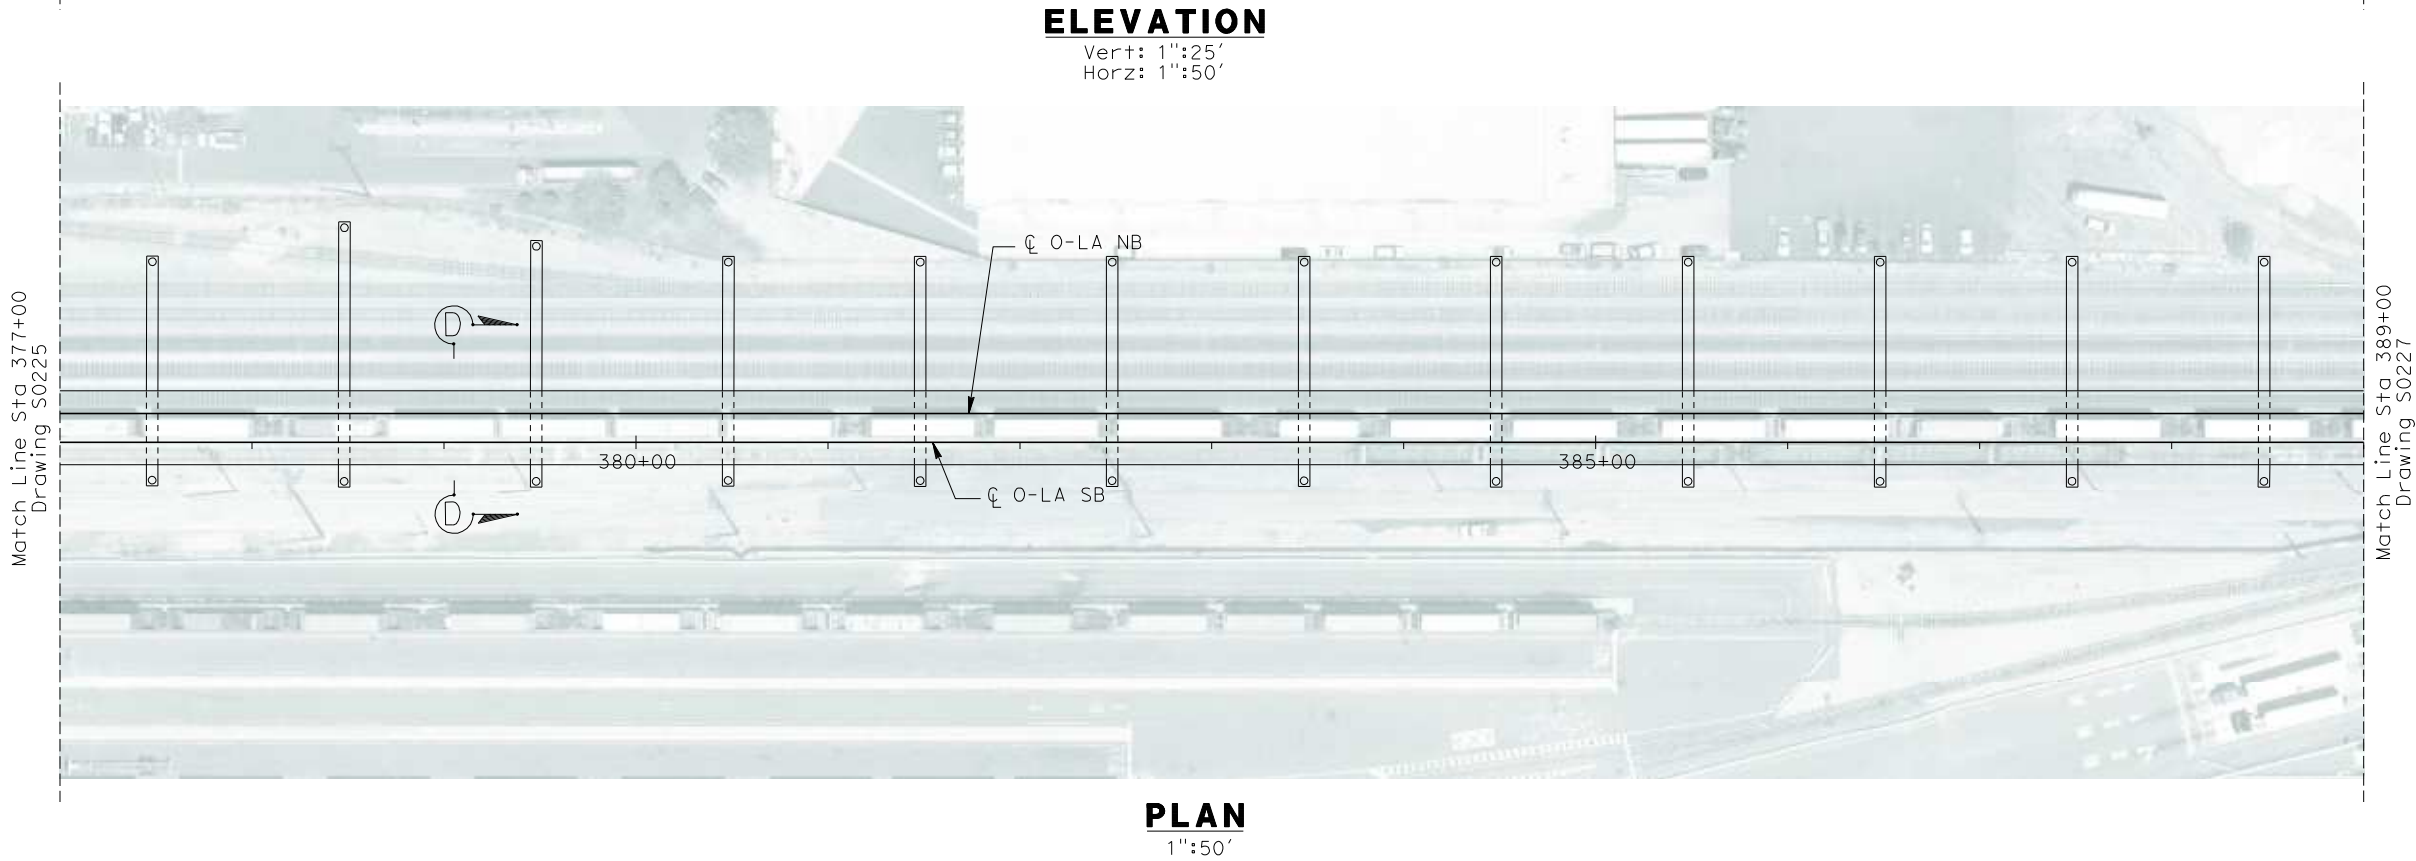 ELEVATION
Vert: 1":25'
Horz: 1":50'
Match Line Sta 377+00
Drawing S0225
℄ O-LA NB
D
380+00
385+00
℄ O-LA SB
D
Match Line Sta 389+00
Drawing S0227
PLAN
1":50'